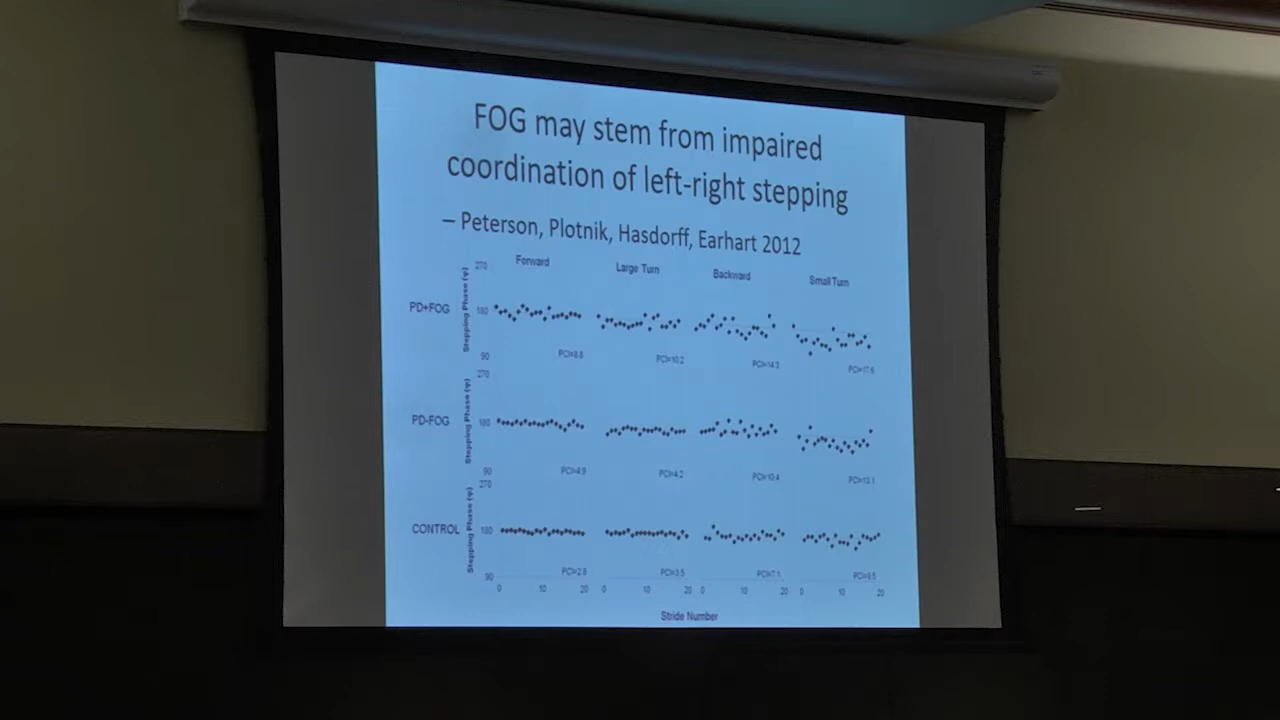 FOG may stem from impaired
coordination of left-right stepping
– Peterson, Plotnik, Hasdorff, Earhart 2012
Forward Large Turn Backward Small Turn
PD+FOG
Stepping Phase (φ)
270
180
90
PCI=8.8 PCI=10.2 PCI=14.3 PCI=17.6
PD-FOG
Stepping Phase (φ)
270
180
90
PCI=4.9 PCI=4.2 PCI=10.4 PCI=13.1
CONTROL
Stepping Phase (φ)
270
180
90
PCI=2.8 PCI=3.5 PCI=7.1 PCI=9.5
0 10 20 0 10 20 0 10 20 0 10 20
Stride Number